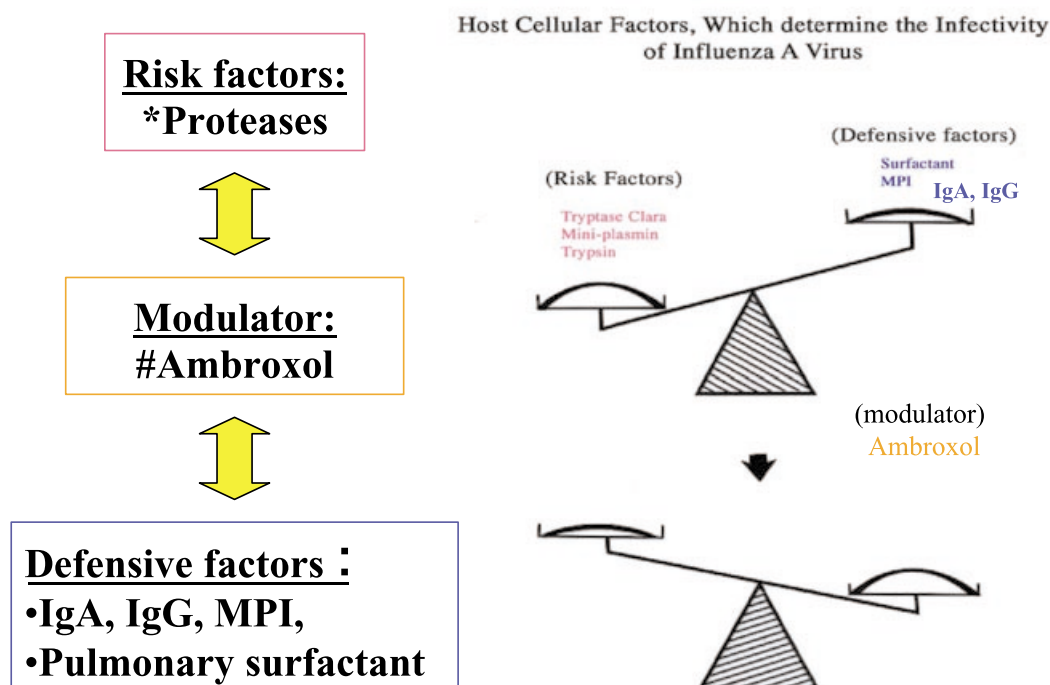 Host Cellular Factors, Which determine the Infectivity
of Influenza A Virus
Risk factors:
*Proteases
Modulator:
#Ambroxol
Defensive factors：
•IgA, IgG, MPI,
•Pulmonary surfactant
(Defensive factors)
Surfactant
MPI
IgA, IgG
(Risk Factors)
Tryptase Clara
Mini-plasmin
Trypsin
(modulator)
Ambroxol